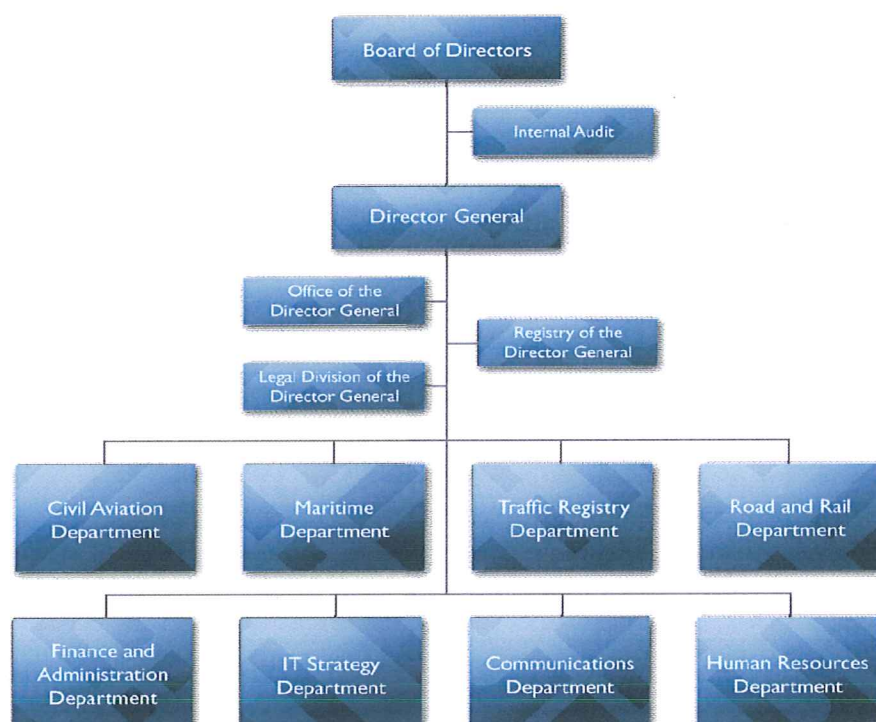 Board of Directors
Internal Audit
Director General
Office of the
Director General
Registry of the
Director General
Legal Division of the
Director General
Civil Aviation
Department
Maritime
Department
Traffic Registry
Department
Road and Rail
Department
Finance and
Administration
Department
IT Strategy
Department
Communications
Department
Human Resources
Department